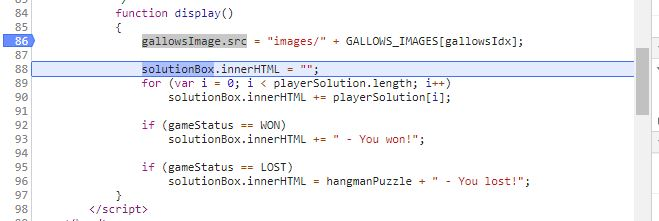 84 function display()
85 {
86 gallowsImage.src = "images/" + GALLOWS_IMAGES[gallowsIdx];
87
88 solutionBox.innerHTML = "";
89 for (var i = 0; i < playerSolution.length; i++)
90 solutionBox.innerHTML += playerSolution[i];
91
92 if (gameStatus == WON)
93 solutionBox.innerHTML += " - You won!";
94
95 if (gameStatus == LOST)
96 solutionBox.innerHTML = hangmanPuzzle + " - You lost!";
97 }
98 </script>